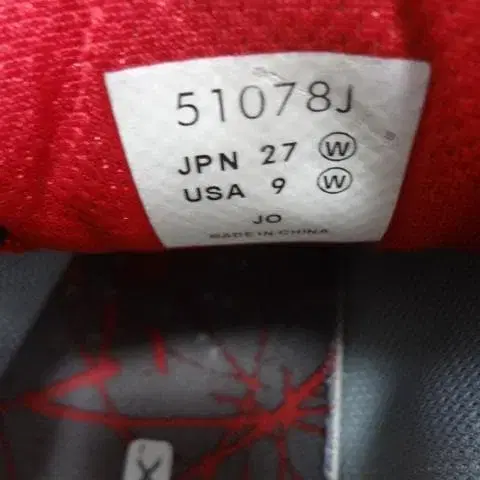 51078J
JPN 27 Ⓦ
USA 9 Ⓦ
JO
MADE IN CHINA
X